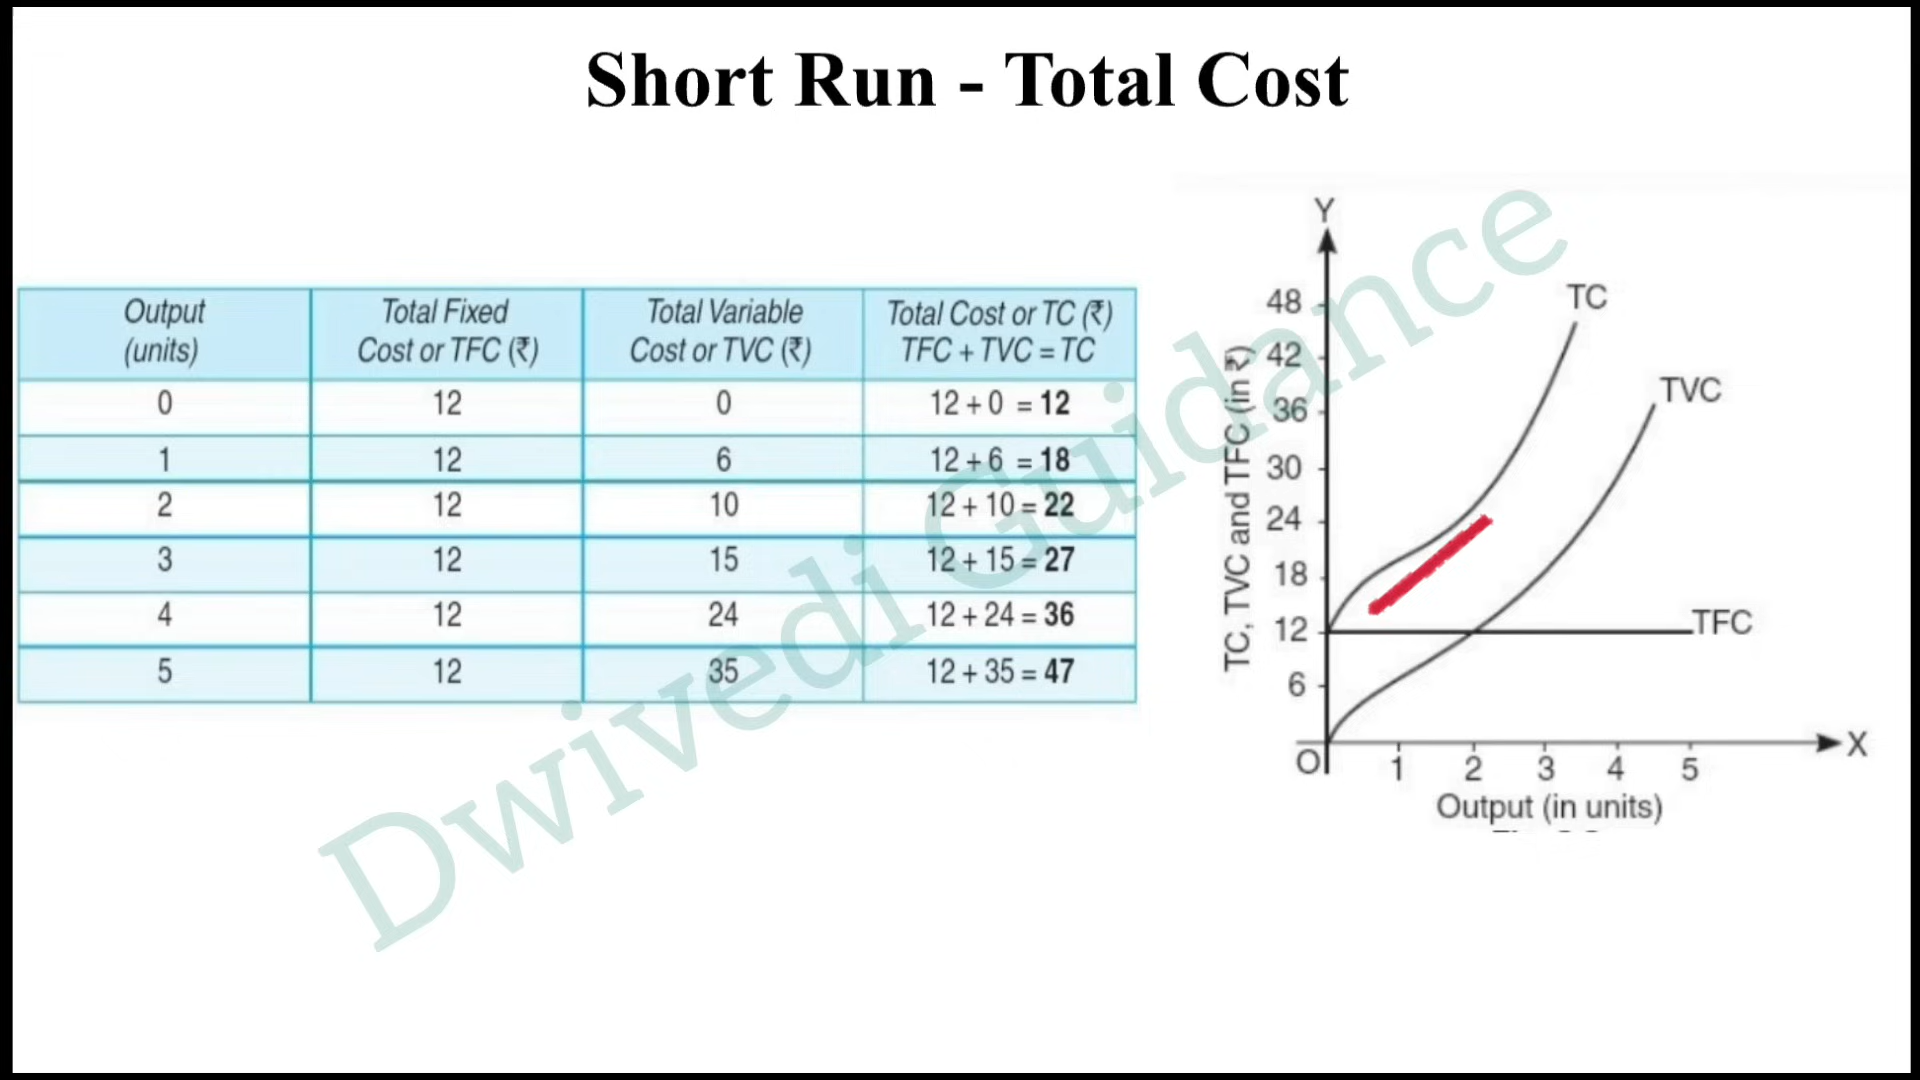 Short Run - Total Cost
Output (units) Total Fixed Cost or TFC (₹) Total Variable Cost or TVC (₹) Total Cost or TC (₹) TFC + TVC = TC
0 12 0 12 + 0 = 12
1 12 6 12 + 6 = 18
2 12 10 12 + 10 = 22
3 12 15 12 + 15 = 27
4 12 24 12 + 24 = 36
5 12 35 12 + 35 = 47
Y
TC, TVC and TFC (in ₹)
48
42
36
30
24
18
12
6
TC
TVC
TFC
O
1 2 3 4 5
X
Output (in units)
Dwivedi Guidance